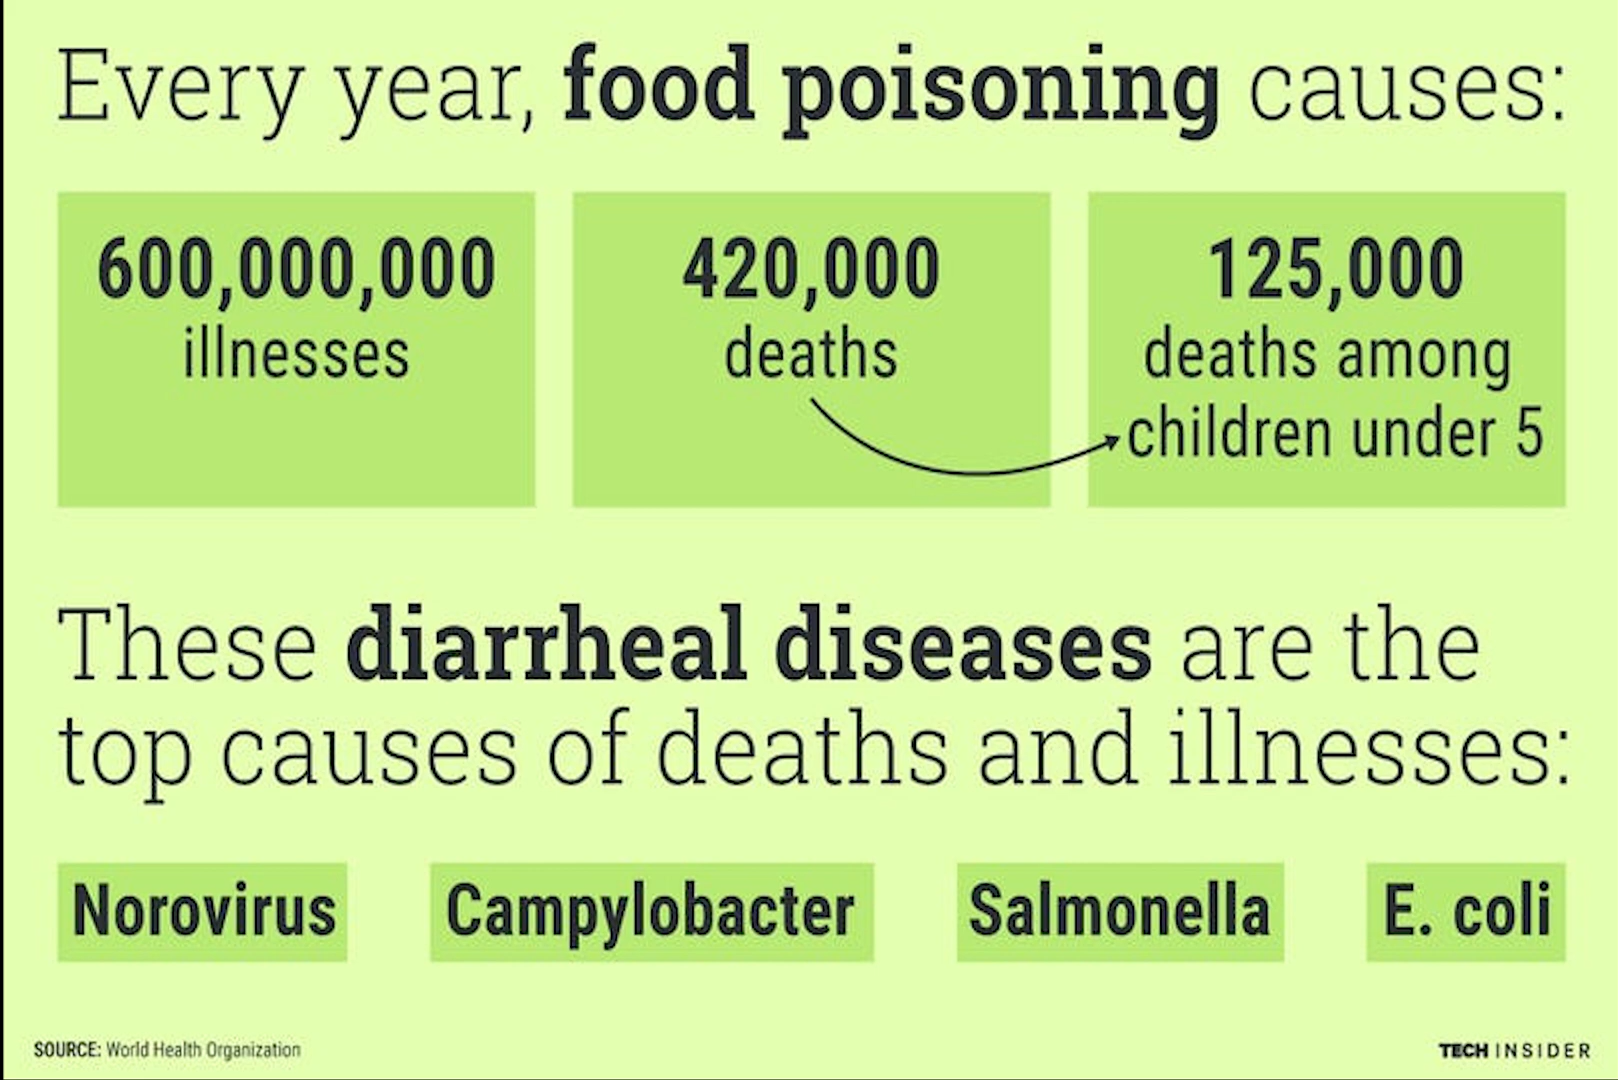 Every year, food poisoning causes:
600,000,000
illnesses
420,000
deaths
125,000
deaths among
children under 5
These diarrheal diseases are the
top causes of deaths and illnesses:
Norovirus
Campylobacter
Salmonella
E. coli
SOURCE: World Health Organization
TECH INSIDER